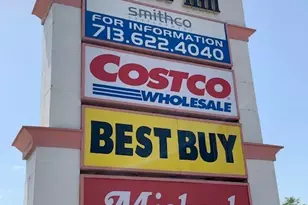 smithco
FOR INFORMATION
713.622.4040
COSTCO
WHOLESALE
BEST BUY